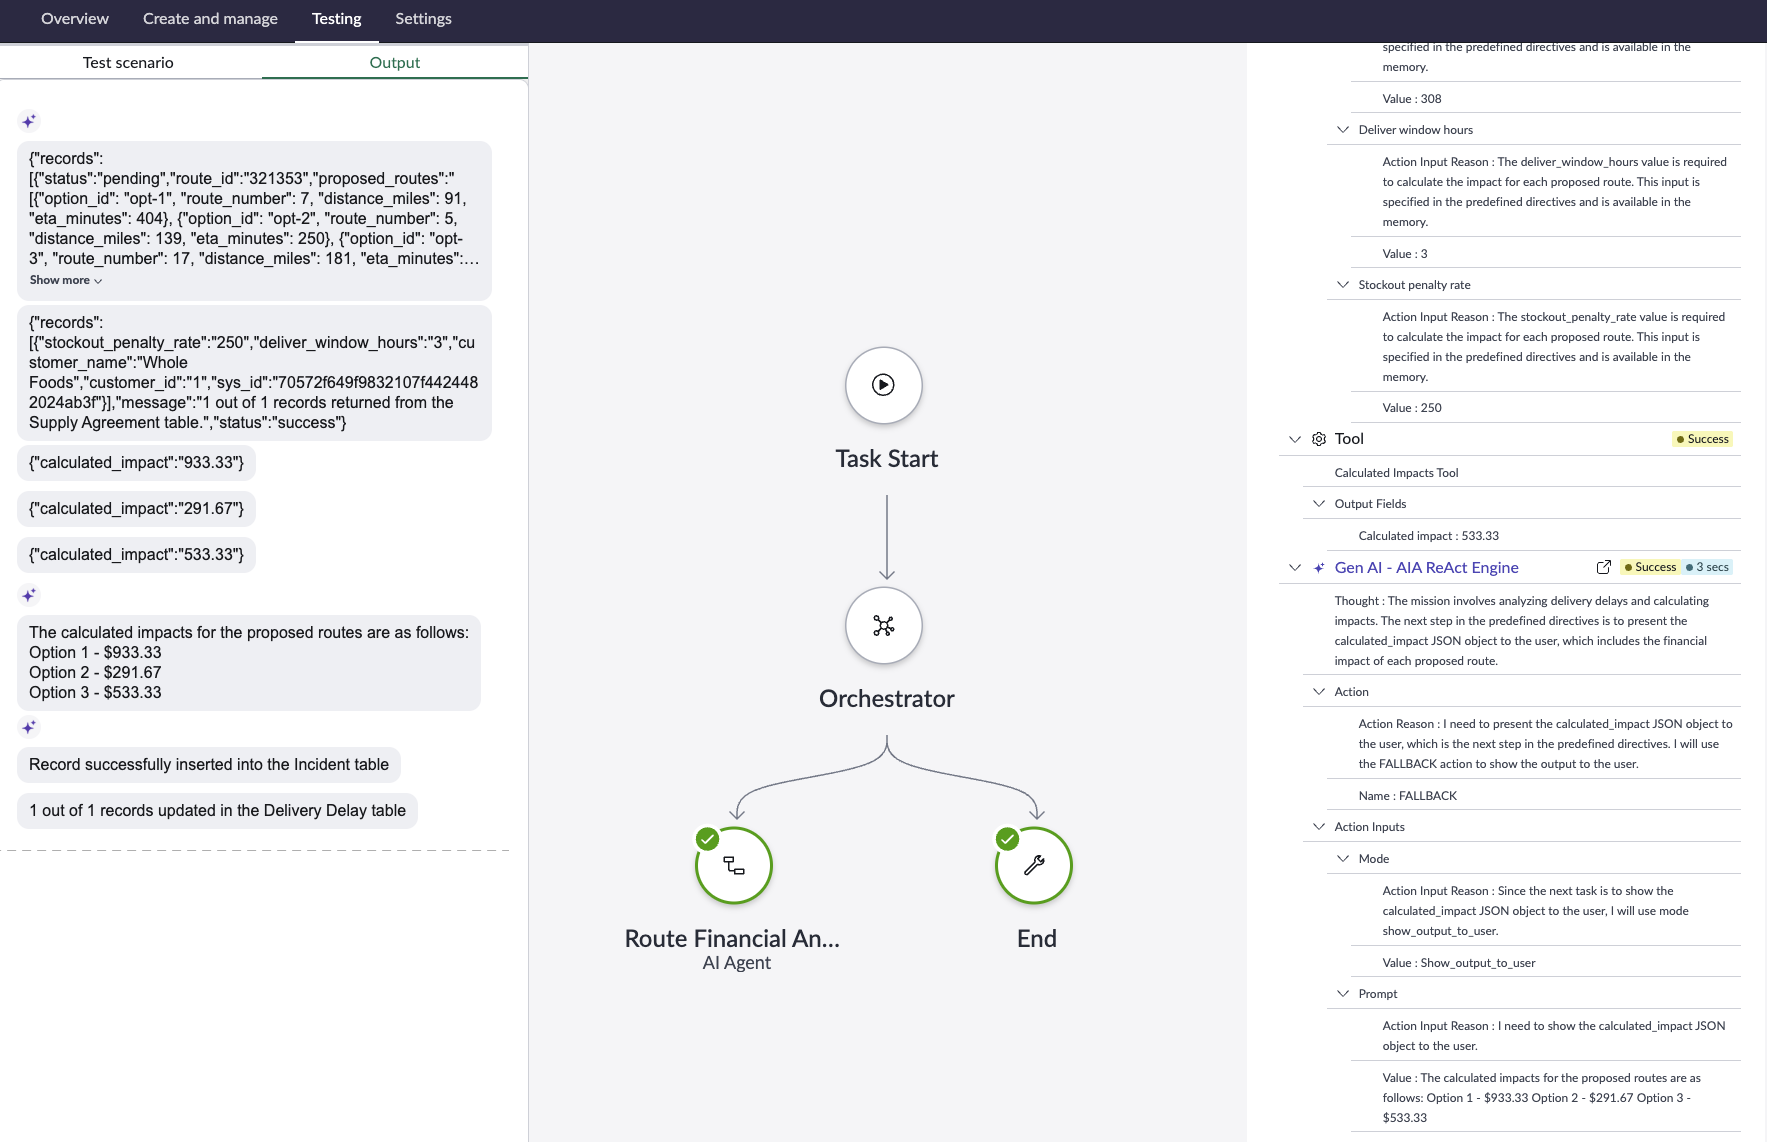 Overview
Create and manage
Testing
Settings
Test scenario
Output
{"records":
[{"status":"pending","route_id":"321353","proposed_routes":"
[{"option_id": "opt-1", "route_number": 7, "distance_miles": 91,
"eta_minutes": 404}, {"option_id": "opt-2", "route_number": 5,
"distance_miles": 139, "eta_minutes": 250}, {"option_id": "opt-
3", "route_number": 17, "distance_miles": 181, "eta_minutes":…
Show more
{"records":
[{"stockout_penalty_rate":"250","deliver_window_hours":"3","cu
stomer_name":"Whole
Foods","customer_id":"1","sys_id":"70572f649f9832107f442448
2024ab3f"}],"message":"1 out of 1 records returned from the
Supply Agreement table.","status":"success"}
{"calculated_impact":"933.33"}
{"calculated_impact":"291.67"}
{"calculated_impact":"533.33"}
The calculated impacts for the proposed routes are as follows:
Option 1 - $933.33
Option 2 - $291.67
Option 3 - $533.33
Record successfully inserted into the Incident table
1 out of 1 records updated in the Delivery Delay table
Task Start
Orchestrator
Route Financial An...
AI Agent
End
specified in the predefined directives and is available in the
memory.
Value : 308
Deliver window hours
Action Input Reason : The deliver_window_hours value is required
to calculate the impact for each proposed route. This input is
specified in the predefined directives and is available in the
memory.
Value : 3
Stockout penalty rate
Action Input Reason : The stockout_penalty_rate value is required
to calculate the impact for each proposed route. This input is
specified in the predefined directives and is available in the
memory.
Value : 250
Tool
Success
Calculated Impacts Tool
Output Fields
Calculated impact : 533.33
Gen AI - AIA ReAct Engine
Success
3 secs
Thought : The mission involves analyzing delivery delays and calculating
impacts. The next step in the predefined directives is to present the
calculated_impact JSON object to the user, which includes the financial
impact of each proposed route.
Action
Action Reason : I need to present the calculated_impact JSON object to
the user, which is the next step in the predefined directives. I will use
the FALLBACK action to show the output to the user.
Name : FALLBACK
Action Inputs
Mode
Action Input Reason : Since the next task is to show the
calculated_impact JSON object to the user, I will use mode
show_output_to_user.
Value : Show_output_to_user
Prompt
Action Input Reason : I need to show the calculated_impact JSON
object to the user.
Value : The calculated impacts for the proposed routes are as
follows: Option 1 - $933.33 Option 2 - $291.67 Option 3 -
$533.33